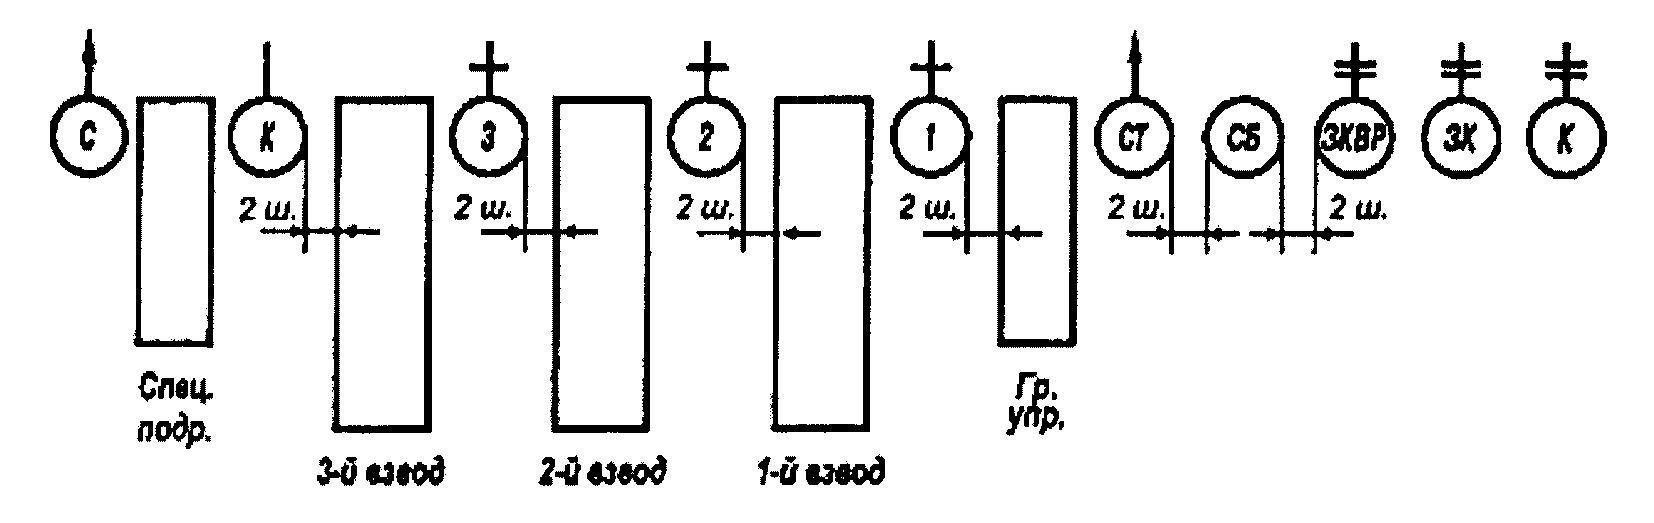 С К 3 2 1 СТ СБ ЗКВР ЗК К
2 ш. 2 ш. 2 ш. 2 ш. 2 ш. 2 ш.
Спец.
подр.
Гр.
упр.
3-й взвод 2-й взвод 1-й взвод